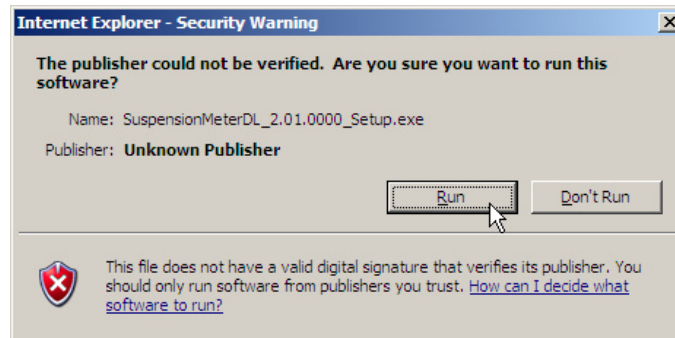 Internet Explorer - Security Warning
The publisher could not be verified. Are you sure you want to run this
software?
Name: SuspensionMeterDL_2.01.0000_Setup.exe
Publisher: Unknown Publisher
Run Don't Run
This file does not have a valid digital signature that verifies its publisher. You
should only run software from publishers you trust. How can I decide what
software to run?